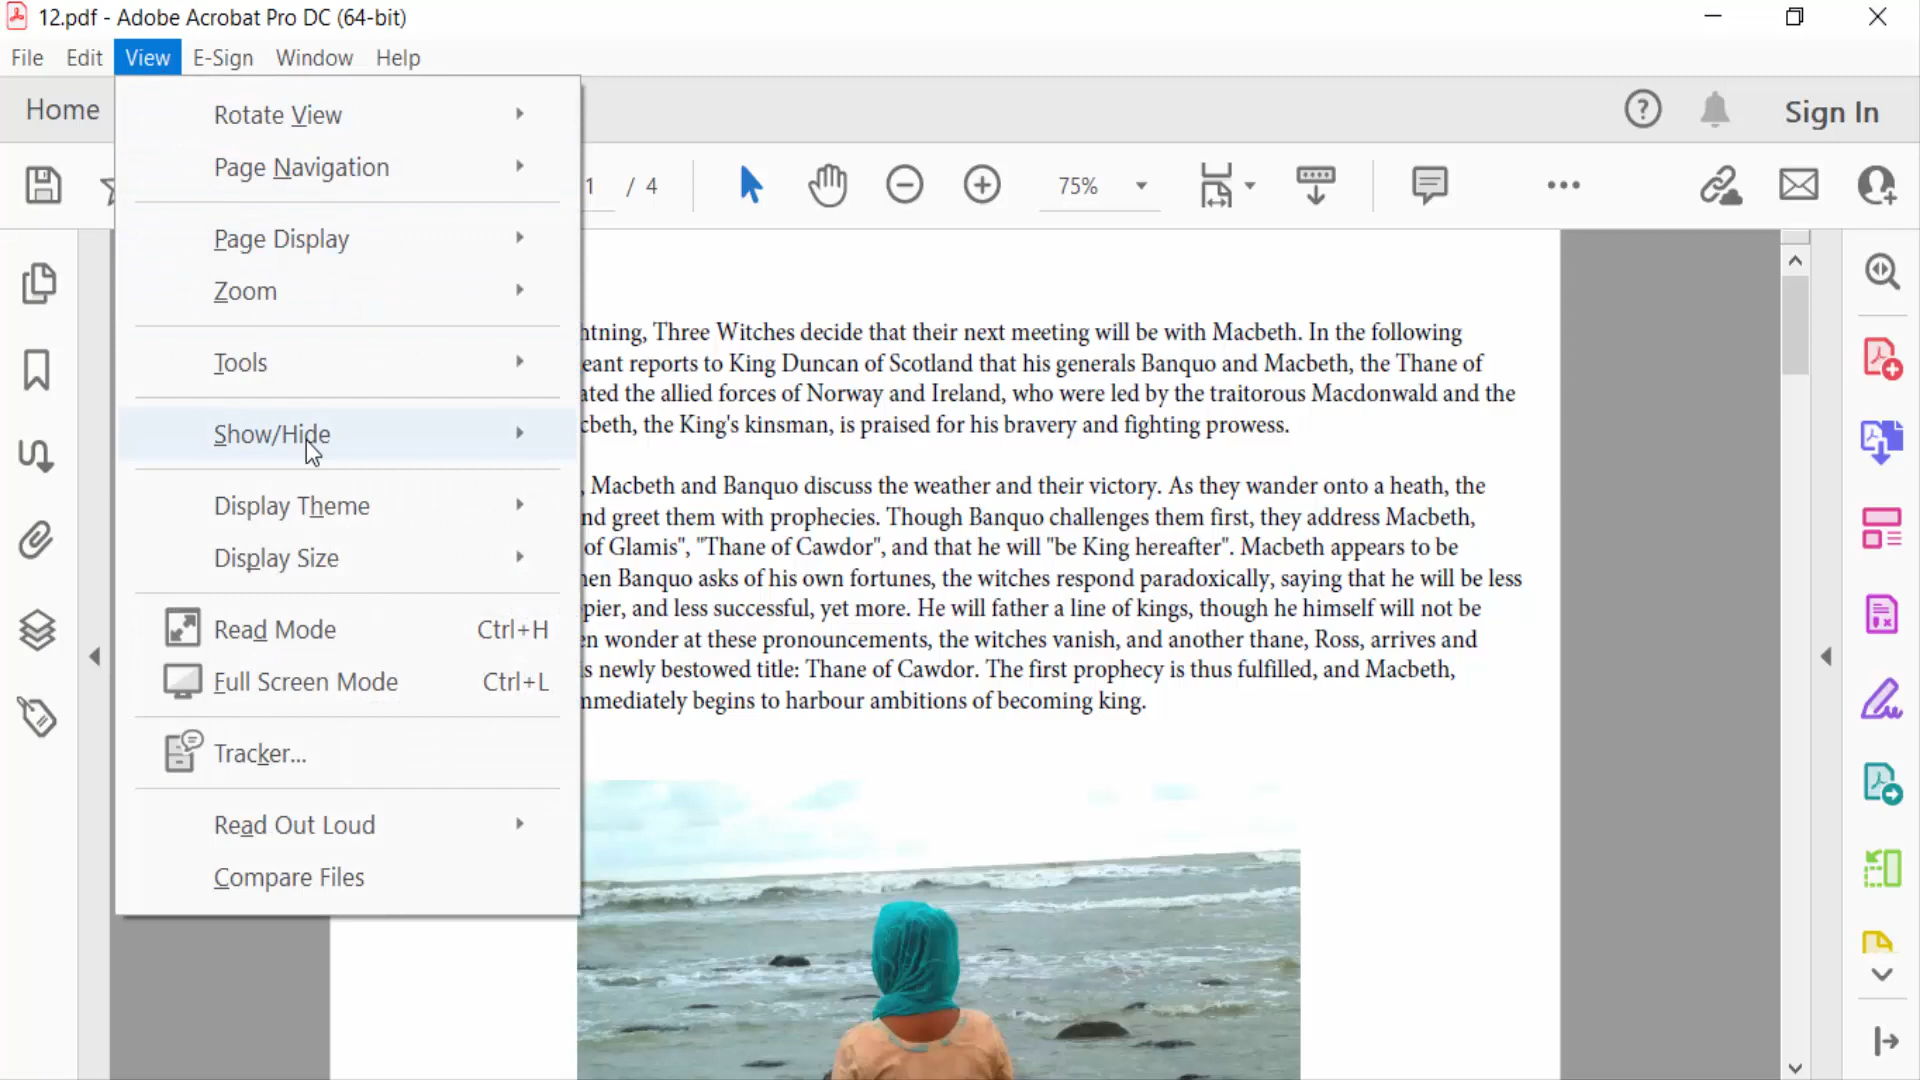 12.pdf - Adobe Acrobat Pro DC (64-bit)
File Edit View E-Sign Window Help
Home
Sign In
1 / 4
75%
Rotate View
Page Navigation
Page Display
Zoom
Tools
Show/Hide
Display Theme
Display Size
Read Mode Ctrl+H
Full Screen Mode Ctrl+L
Tracker...
Read Out Loud
Compare Files
htning, Three Witches decide that their next meeting will be with Macbeth. In the following
eant reports to King Duncan of Scotland that his generals Banquo and Macbeth, the Thane of
ated the allied forces of Norway and Ireland, who were led by the traitorous Macdonwald and the
cbeth, the King's kinsman, is praised for his bravery and fighting prowess.
, Macbeth and Banquo discuss the weather and their victory. As they wander onto a heath, the
nd greet them with prophecies. Though Banquo challenges them first, they address Macbeth,
of Glamis", "Thane of Cawdor", and that he will "be King hereafter". Macbeth appears to be
hen Banquo asks of his own fortunes, the witches respond paradoxically, saying that he will be less
pier, and less successful, yet more. He will father a line of kings, though he himself will not be
en wonder at these pronouncements, the witches vanish, and another thane, Ross, arrives and
s newly bestowed title: Thane of Cawdor. The first prophecy is thus fulfilled, and Macbeth,
mmediately begins to harbour ambitions of becoming king.